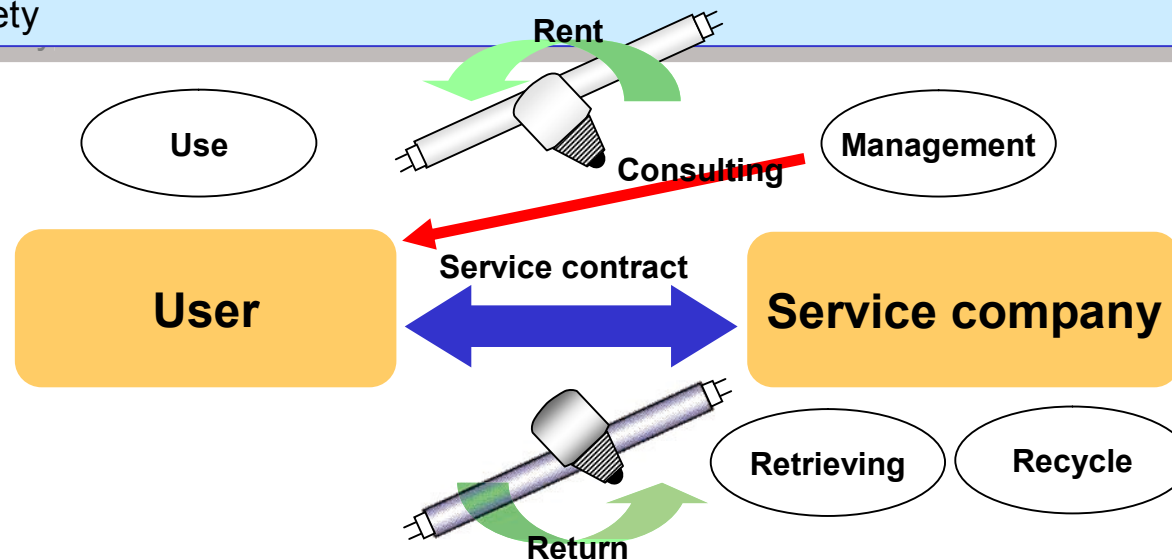 ety
Rent
Use
Management
Consulting
Service contract
User
Service company
Retrieving
Recycle
Return